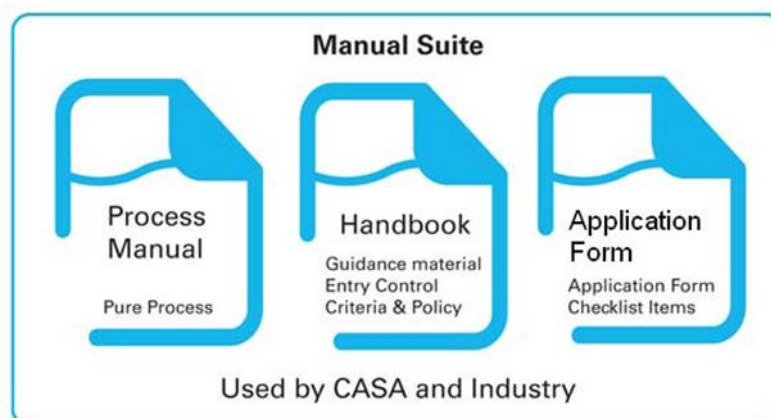 Manual Suite
Process
Manual
Pure Process
Handbook
Guidance material
Entry Control
Criteria & Policy
Application
Form
Application Form
Checklist Items
Used by CASA and Industry